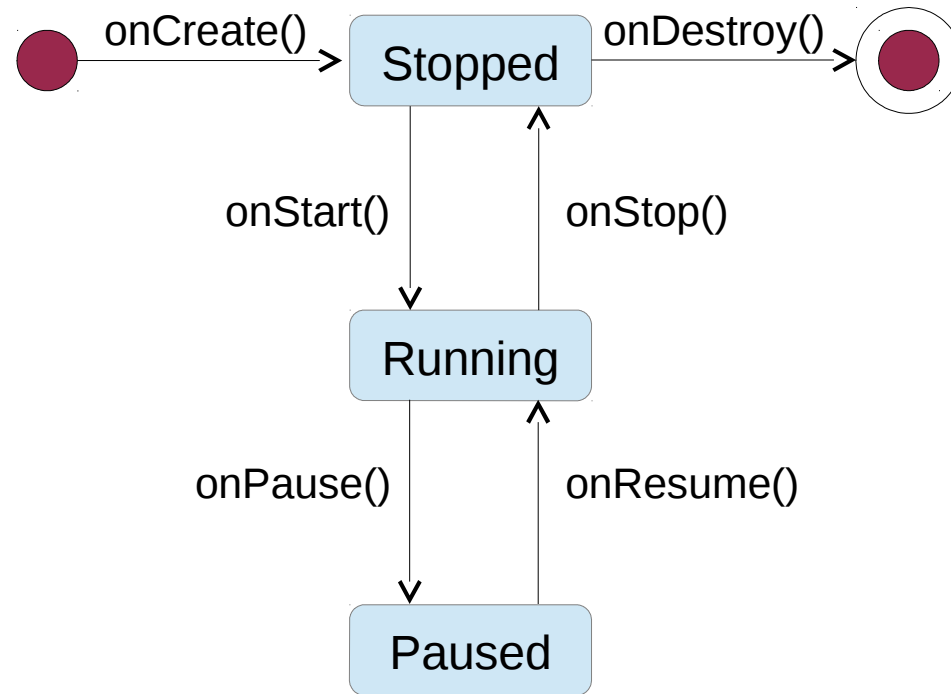 onCreate()
Stopped
onDestroy()
onStart()
onStop()
Running
onPause()
onResume()
Paused